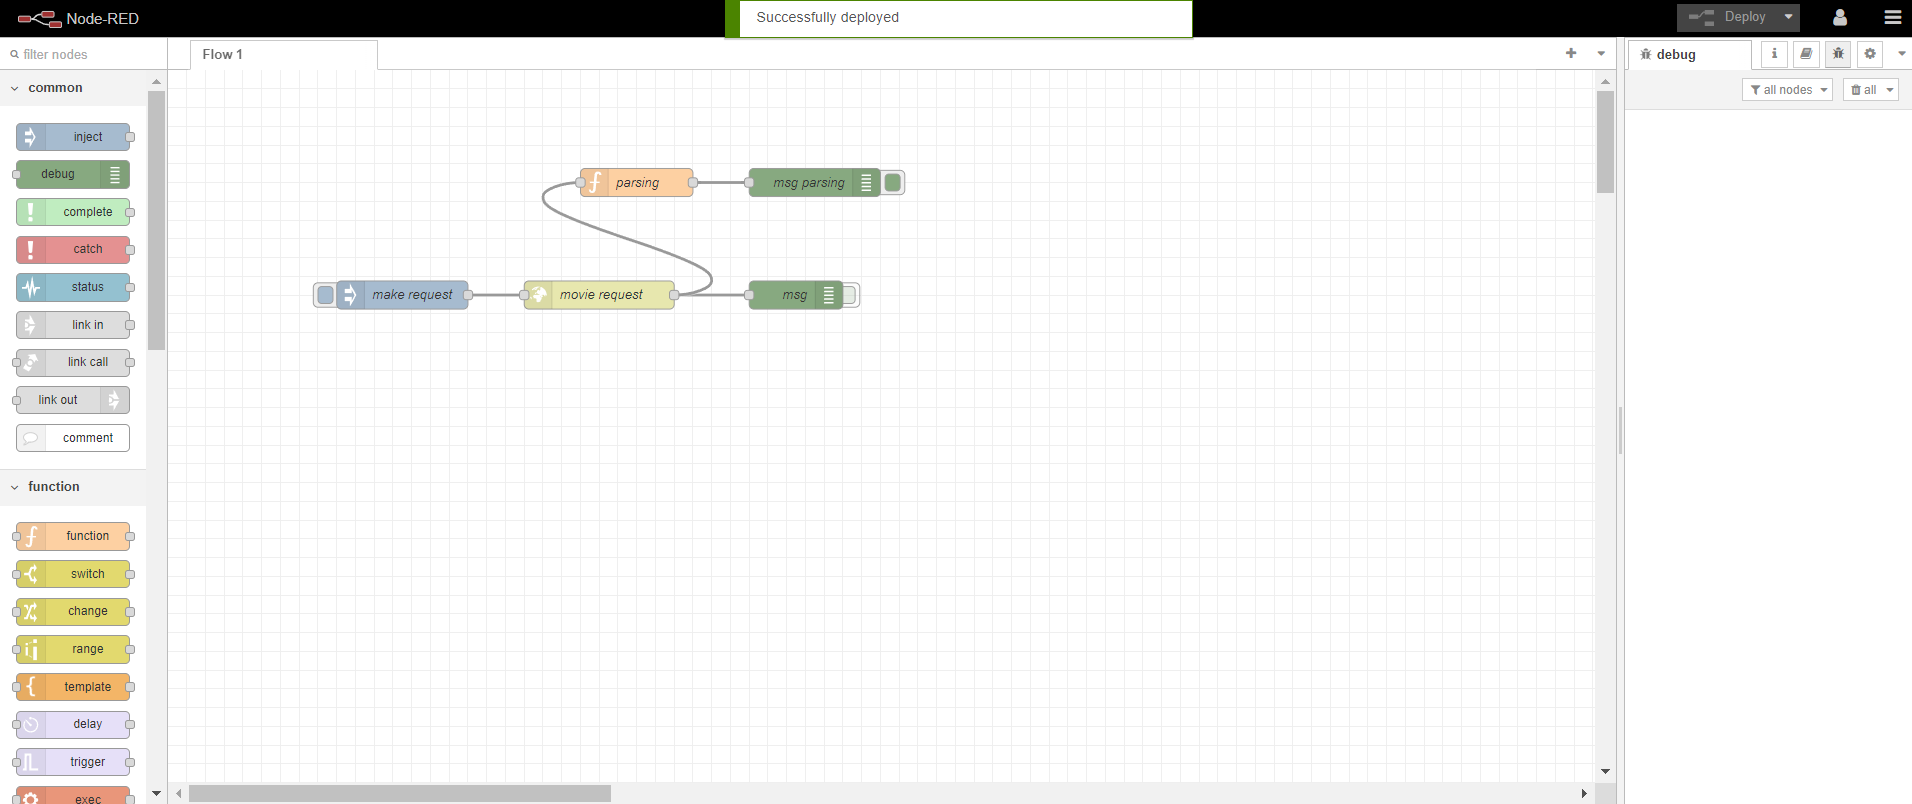 Node-RED
Successfully deployed
Deploy
filter nodes
Flow 1
debug
all nodes
all
common
inject
debug
complete
catch
status
link in
link call
link out
comment
function
function
switch
change
range
template
delay
trigger
exec
parsing
msg parsing
make request
movie request
msg